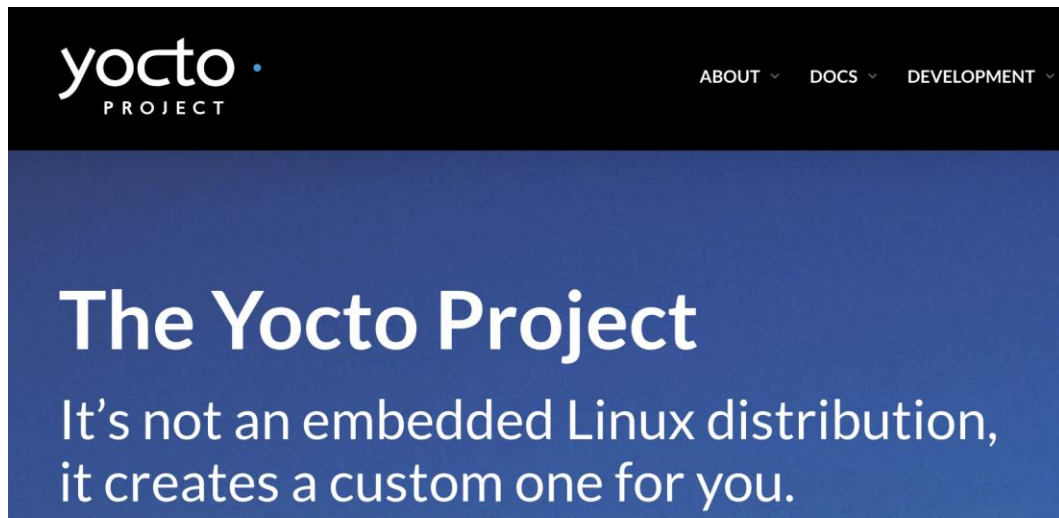 yocto
PROJECT
ABOUT DOCS DEVELOPMENT
The Yocto Project
It’s not an embedded Linux distribution,
it creates a custom one for you.